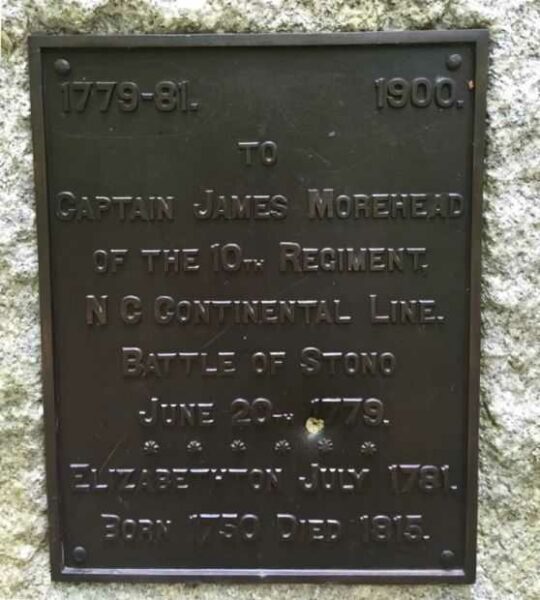 1779-81. 1900.
TO
CAPTAIN JAMES MOREHEAD
OF THE 10TH REGIMENT,
N C CONTINENTAL LINE.
BATTLE OF STONO
JUNE 20TH 1779.
* * * * * *
ELIZABETHTON JULY 1781.
BORN 1750 DIED 1815.